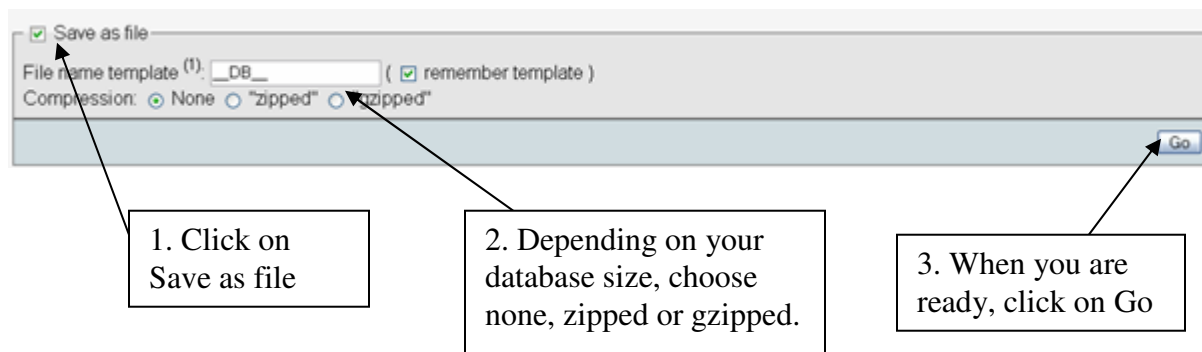 Save as file
File name template (1): __DB__ ( remember template )
Compression: None "zipped" "gzipped"
Go
1. Click on
Save as file
2. Depending on your
database size, choose
none, zipped or gzipped.
3. When you are
ready, click on Go